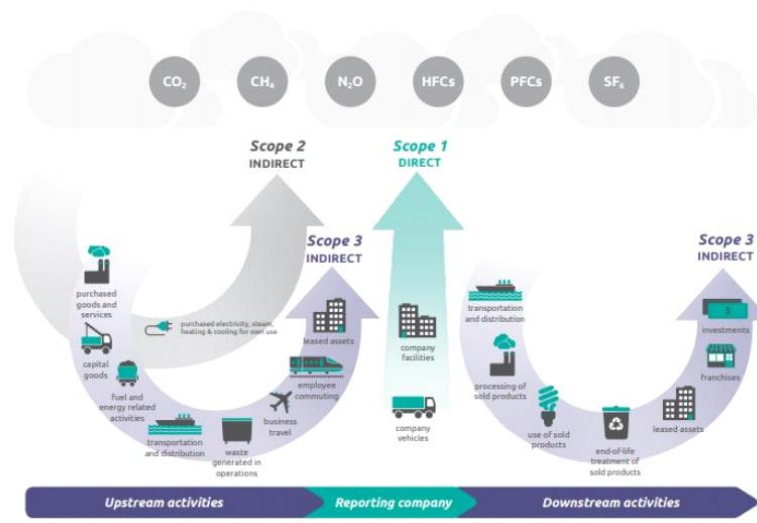 CO₂
CH₄
N₂O
HFCs
PFCs
SF₆
Scope 2
INDIRECT
Scope 1
DIRECT
Scope 3
INDIRECT
Scope 3
INDIRECT
purchased
goods and
services
capital
goods
fuel and
energy related
activities
transportation
and distribution
waste
generated in
operations
business
travel
employee
commuting
leased assets
purchased electricity, steam,
heating & cooling for own use
company
facilities
company
vehicles
transportation
and distribution
processing of
sold products
use of sold
products
end-of-life
treatment of
sold products
leased assets
franchises
investments
$
Upstream activities
Reporting company
Downstream activities